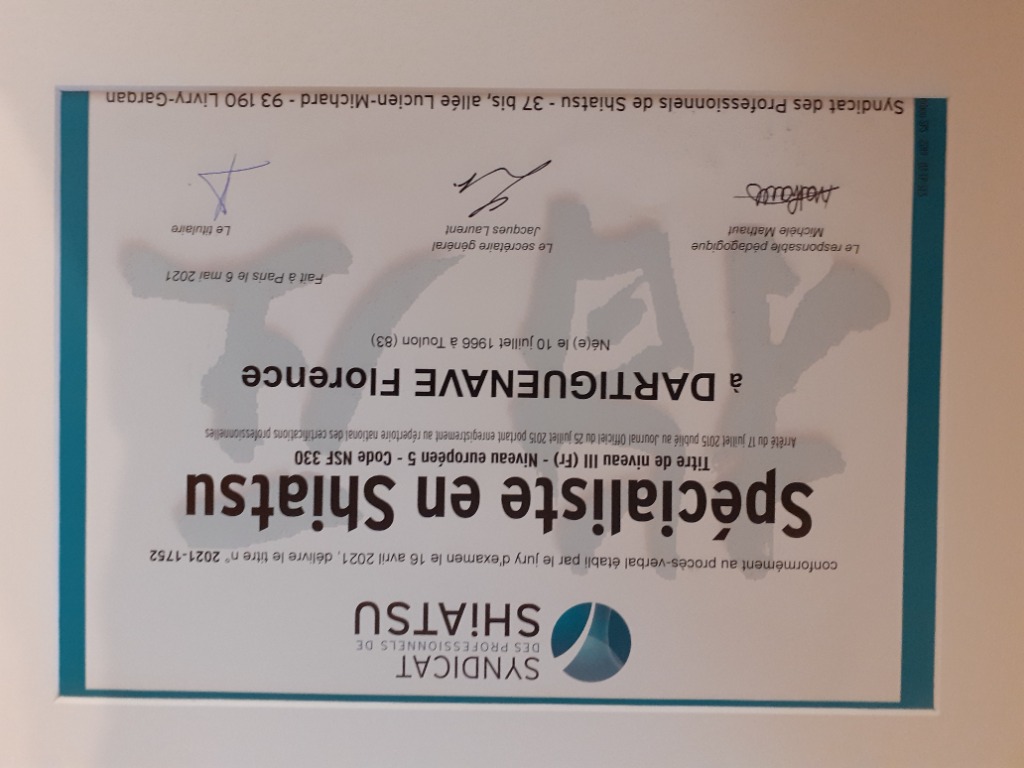 SYNDICAT
DES PROFESSIONNELS DE
SHiATSU
conformément au procès-verbal établi par le jury d'examen le 16 avril 2021, délivre le titre n° 2021-1752
Spécialiste en Shiatsu
Titre de niveau III (Fr) - Niveau européen 5 - Code NSF 330
Arrêté du 17 juillet 2015 publié au Journal Officiel du 25 juillet 2015 portant enregistrement au répertoire national des certifications professionnelles
à DARTIGUENAVE Florence
Né(e) le 10 juillet 1966 à Toulon (83)
Fait à Paris le 6 mai 2021
Le responsable pédagogique
Michèle Mathaut
Le secrétaire général
Jacques Laurent
Le titulaire
Syndicat des Professionnels de Shiatsu - 37 bis, allée Lucien-Michard - 93 190 Livry-Gargan